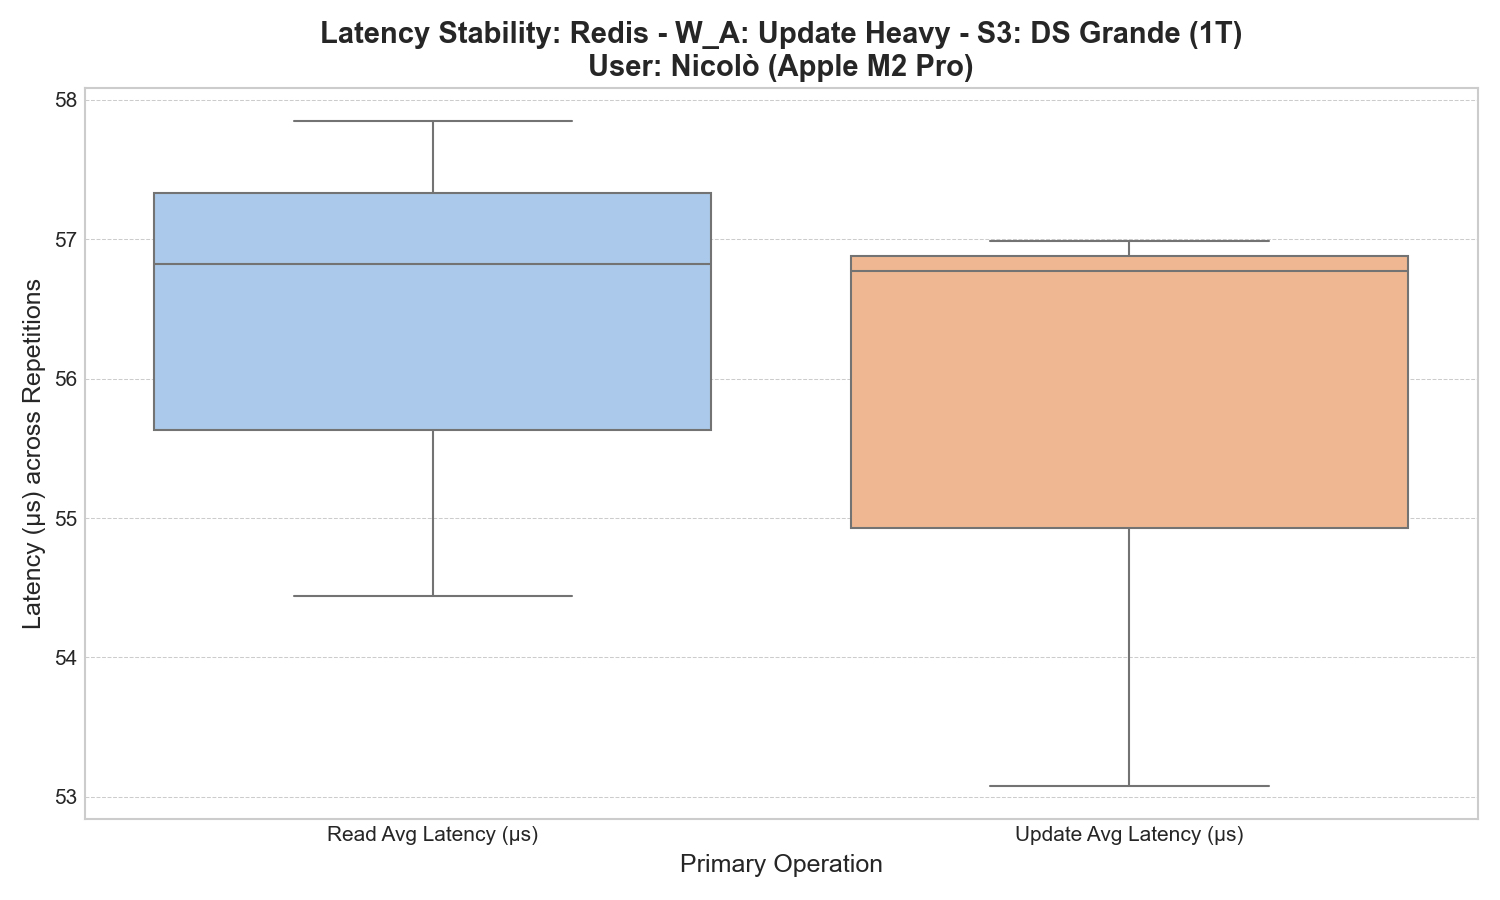 Latency Stability: Redis - W_A: Update Heavy - S3: DS Grande (1T)
User: Nicolò (Apple M2 Pro)
Latency (µs) across Repetitions
58
57
56
55
54
53
Read Avg Latency (µs)
Update Avg Latency (µs)
Primary Operation